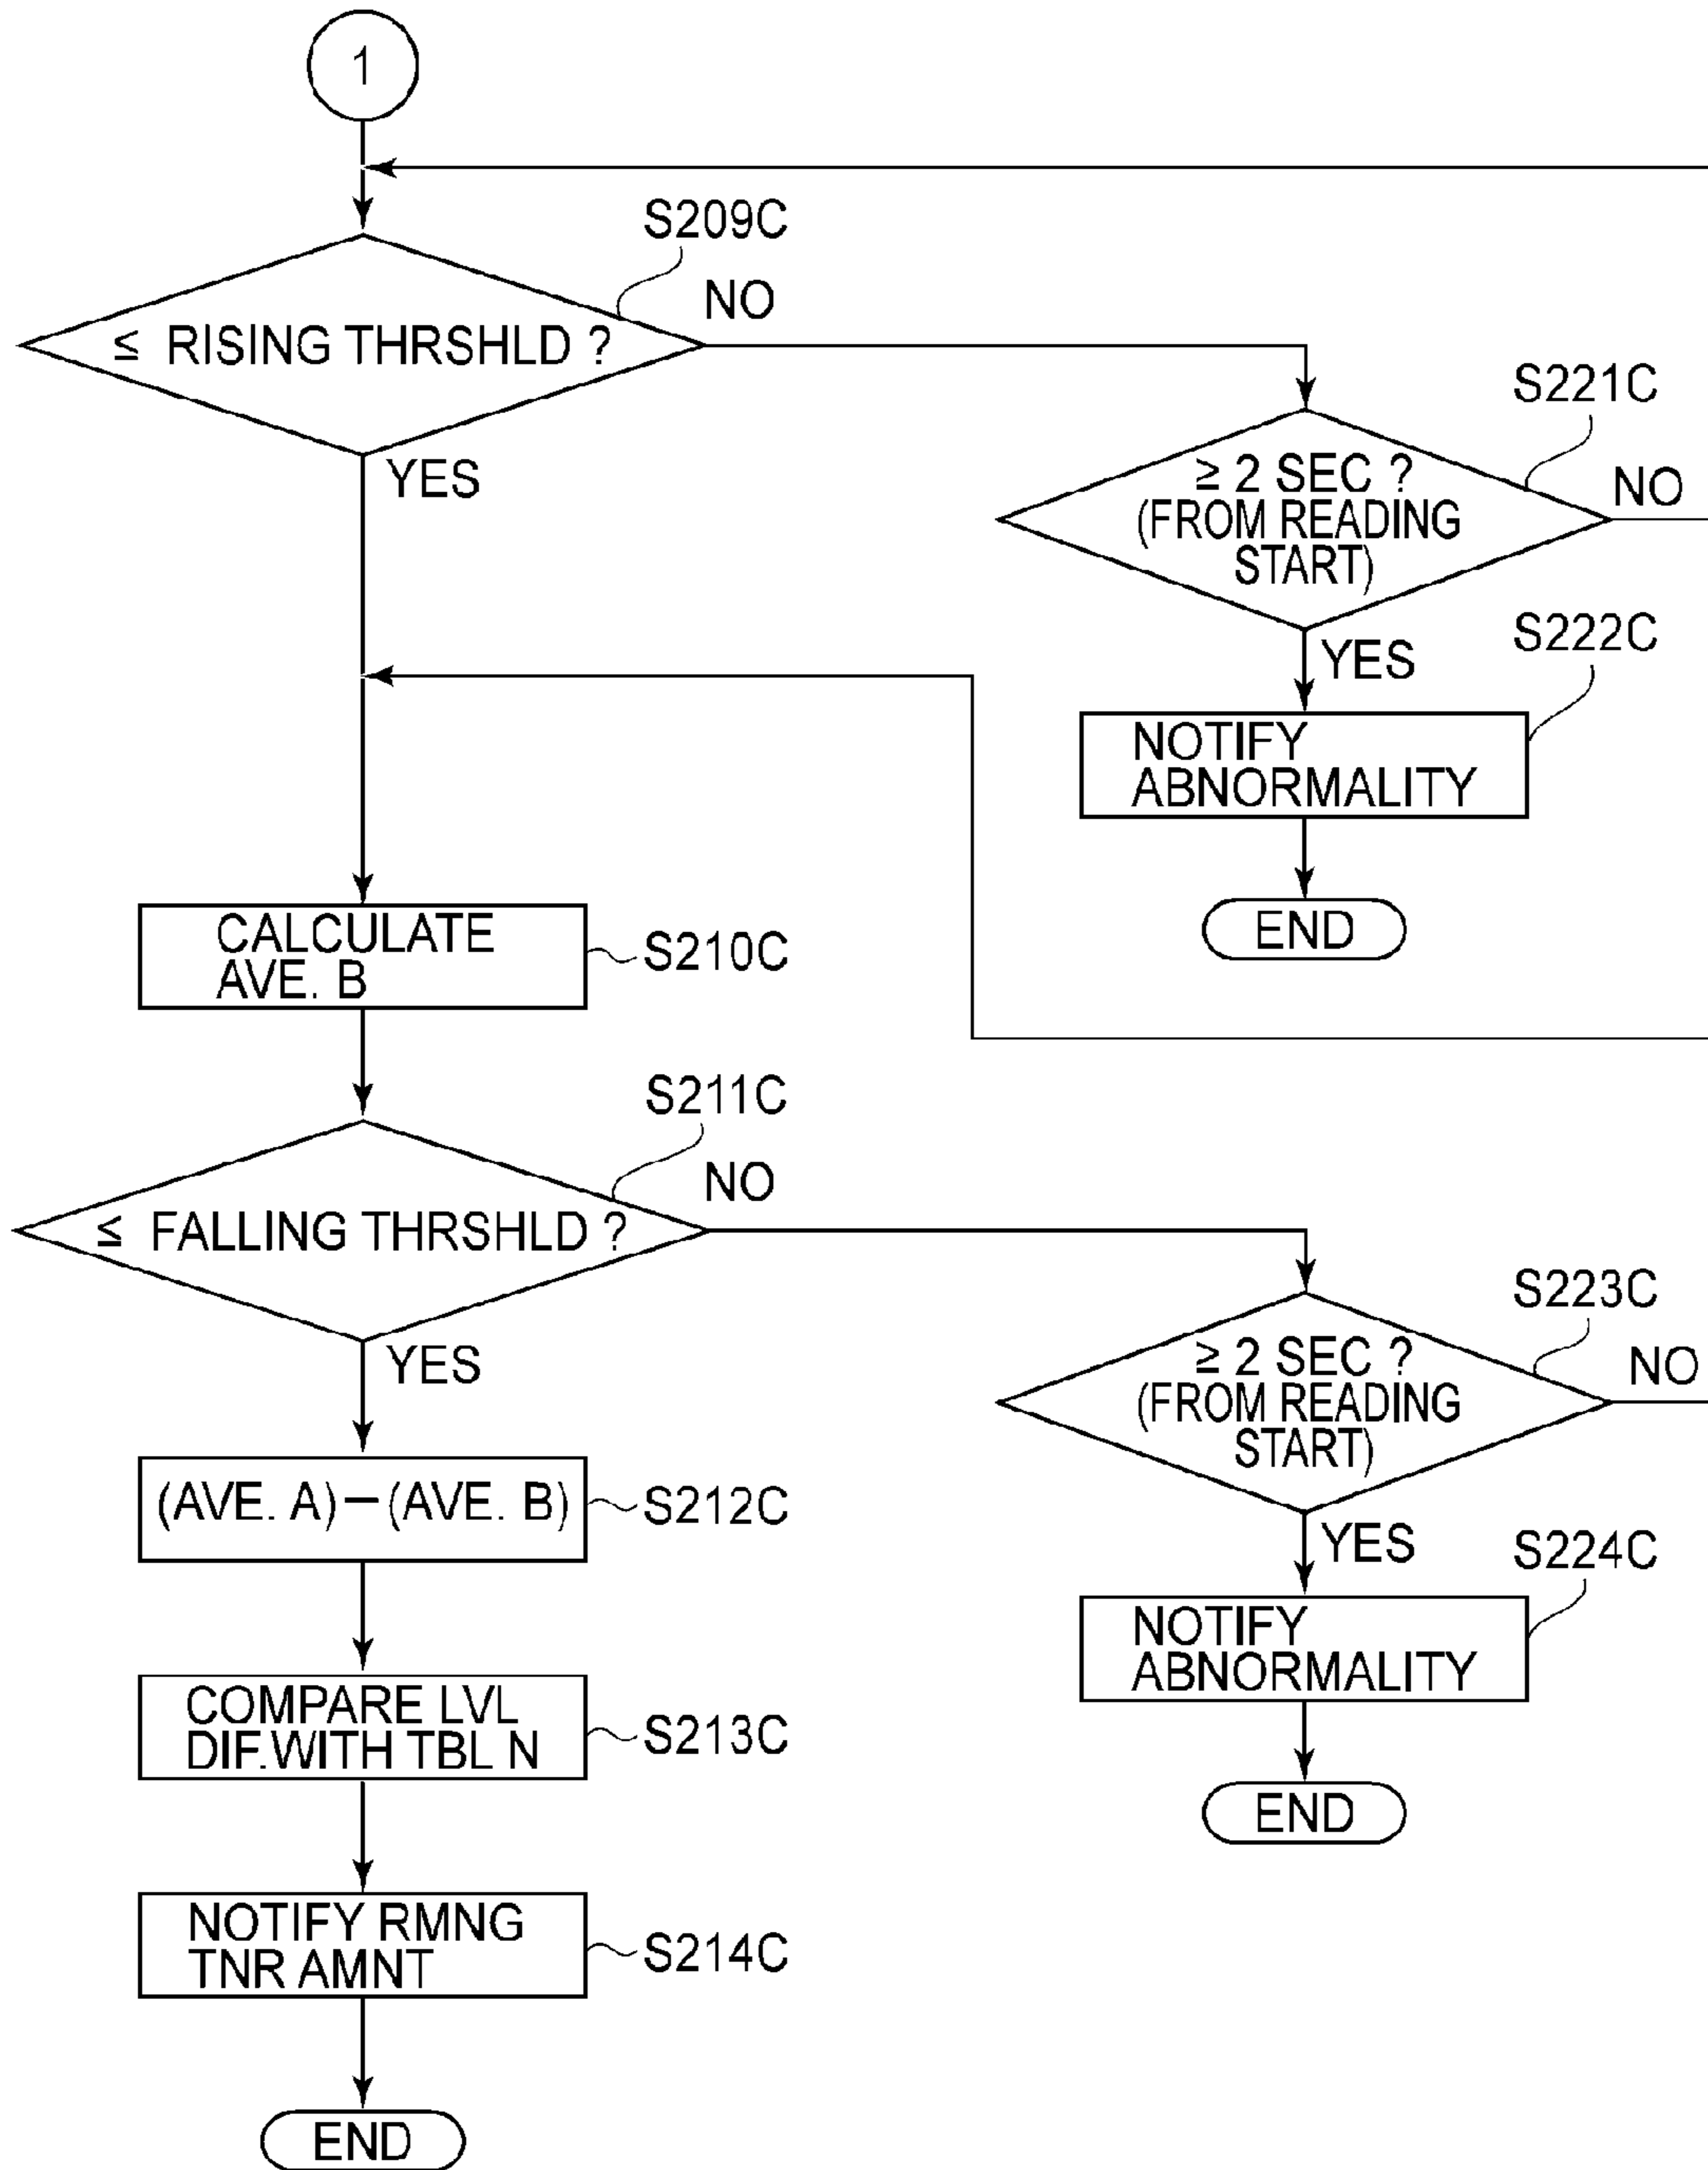 1
S209C
≤ RISING THRSHLD ?
NO
YES
S221C
≥ 2 SEC ?
(FROM READING
START)
NO
YES
S222C
NOTIFY
ABNORMALITY
END
CALCULATE
AVE. B
S210C
S211C
≤ FALLING THRSHLD ?
NO
YES
S223C
≥ 2 SEC ?
(FROM READING
START)
NO
YES
S224C
NOTIFY
ABNORMALITY
END
(AVE. A)−(AVE. B)
S212C
COMPARE LVL
DIF.WITH TBL N
S213C
NOTIFY RMNG
TNR AMNT
S214C
END